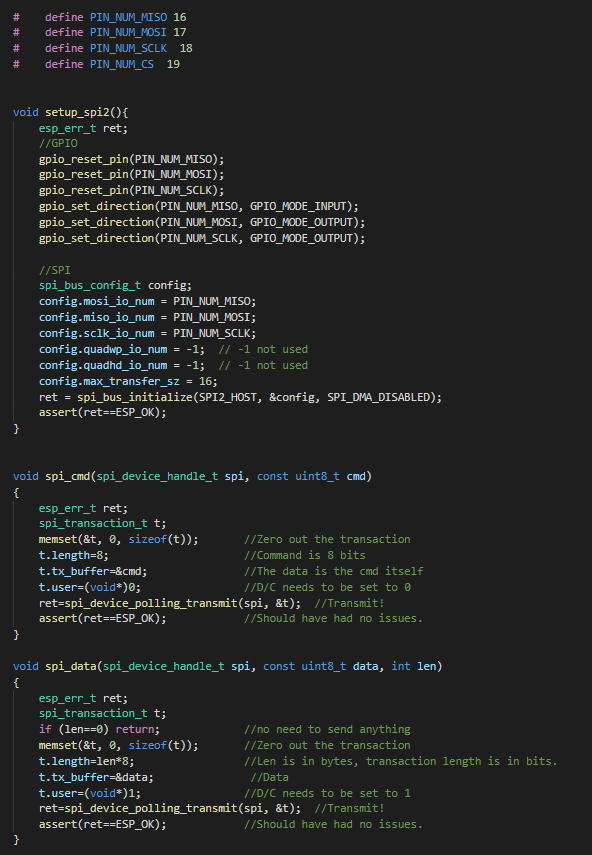 #    define PIN_NUM_MISO 16
#    define PIN_NUM_MOSI 17
#    define PIN_NUM_SCLK  18
#    define PIN_NUM_CS  19
void setup_spi2(){
    esp_err_t ret;
    //GPIO
    gpio_reset_pin(PIN_NUM_MISO);
    gpio_reset_pin(PIN_NUM_MOSI);
    gpio_reset_pin(PIN_NUM_SCLK);
    gpio_set_direction(PIN_NUM_MISO, GPIO_MODE_INPUT);
    gpio_set_direction(PIN_NUM_MOSI, GPIO_MODE_OUTPUT);
    gpio_set_direction(PIN_NUM_SCLK, GPIO_MODE_OUTPUT);
    //SPI
    spi_bus_config_t config;
    config.mosi_io_num = PIN_NUM_MISO;
    config.miso_io_num = PIN_NUM_MOSI;
    config.sclk_io_num = PIN_NUM_SCLK;
    config.quadwp_io_num = -1;  // -1 not used
    config.quadhd_io_num = -1;  // -1 not used
    config.max_transfer_sz = 16;
    ret = spi_bus_initialize(SPI2_HOST, &config, SPI_DMA_DISABLED);
    assert(ret==ESP_OK);
}
void spi_cmd(spi_device_handle_t spi, const uint8_t cmd)
{
    esp_err_t ret;
    spi_transaction_t t;
    memset(&t, 0, sizeof(t));       //Zero out the transaction
    t.length=8;                     //Command is 8 bits
    t.tx_buffer=&cmd;               //The data is the cmd itself
    t.user=(void*)0;                //D/C needs to be set to 0
    ret=spi_device_polling_transmit(spi, &t);  //Transmit!
    assert(ret==ESP_OK);            //Should have had no issues.
}
void spi_data(spi_device_handle_t spi, const uint8_t data, int len)
{
    esp_err_t ret;
    spi_transaction_t t;
    if (len==0) return;             //no need to send anything
    memset(&t, 0, sizeof(t));       //Zero out the transaction
    t.length=len*8;                 //Len is in bytes, transaction length is in bits.
    t.tx_buffer=&data;               //Data
    t.user=(void*)1;                //D/C needs to be set to 1
    ret=spi_device_polling_transmit(spi, &t);  //Transmit!
    assert(ret==ESP_OK);            //Should have had no issues.
}